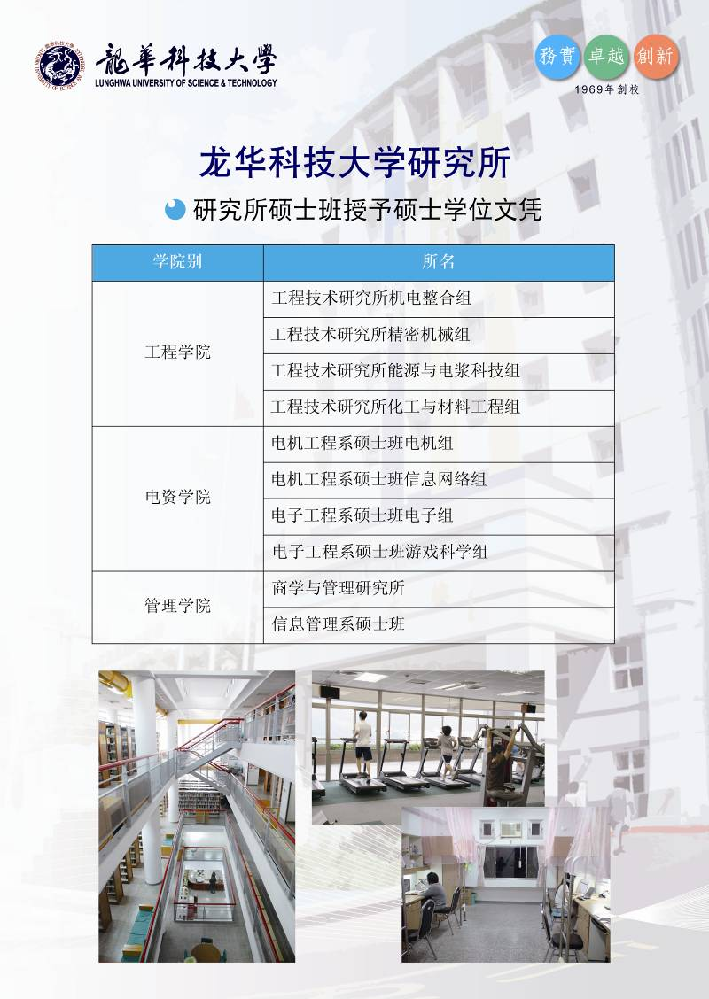 龍華科技大學
LUNGHWA UNIVERSITY OF SCIENCE & TECHNOLOGY
務實 卓越 創新
1969年創校
龙华科技大学研究所
研究所硕士班授予硕士学位文凭
学院别 所名
工程学院
工程技术研究所机电整合组
工程技术研究所精密机械组
工程技术研究所能源与电浆科技组
工程技术研究所化工与材料工程组
电资学院
电机工程系硕士班电机组
电机工程系硕士班信息网络组
电子工程系硕士班电子组
电子工程系硕士班游戏科学组
管理学院
商学与管理研究所
信息管理系硕士班